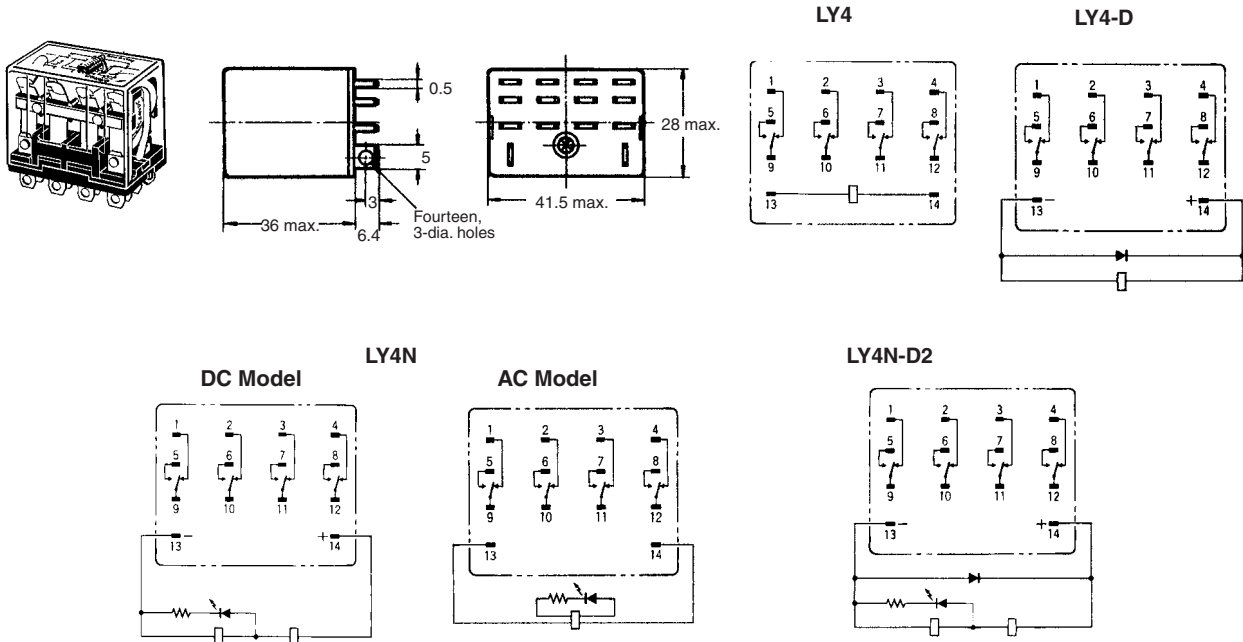 LY4
LY4-D
0.5
5
3
36 max.
6.4
Fourteen,
3-dia. holes
28 max.
41.5 max.
1 2 3 4
5 6 7 8
9 10 11 12
13 14
1 2 3 4
5 6 7 8
9 10 11 12
13 − + 14
LY4N
DC Model
AC Model
LY4N-D2
1 2 3 4
5 6 7 8
9 10 11 12
13 − + 14
1 2 3 4
5 6 7 8
9 10 11 12
13 14
1 2 3 4
5 6 7 8
9 10 11 12
13 − + 14